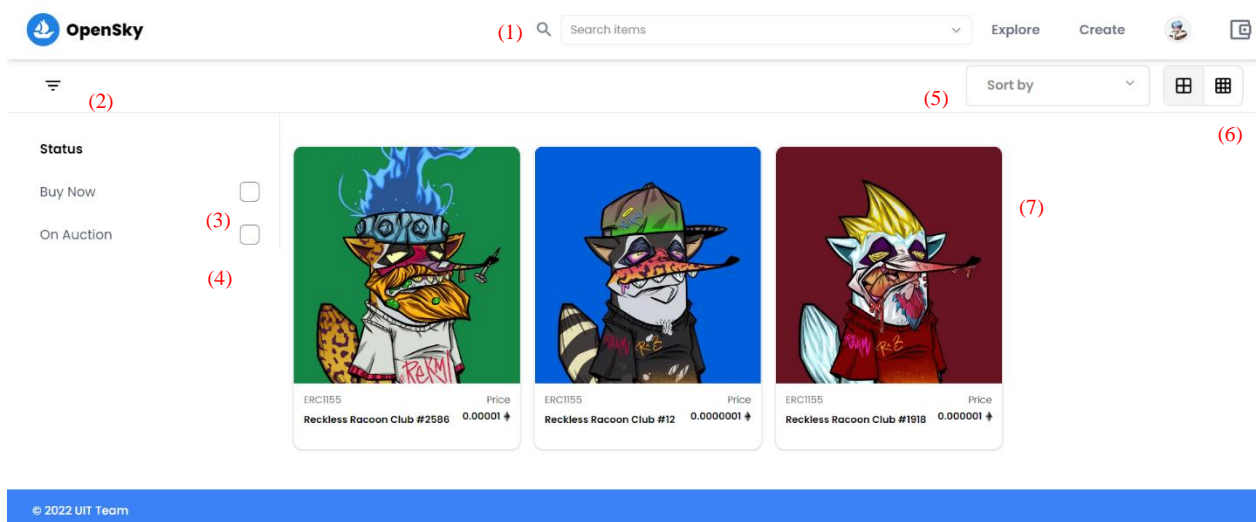 OpenSky
(1)
Search items
Explore
Create
(2)
(5)
Sort by
(6)
Status
Buy Now
(3)
On Auction
(4)
(7)
ERC1155 Price
Reckless Racoon Club #2586 0.00001
ERC1155 Price
Reckless Racoon Club #12 0.0000001
ERC1155 Price
Reckless Racoon Club #1918 0.000001
© 2022 UIT Team